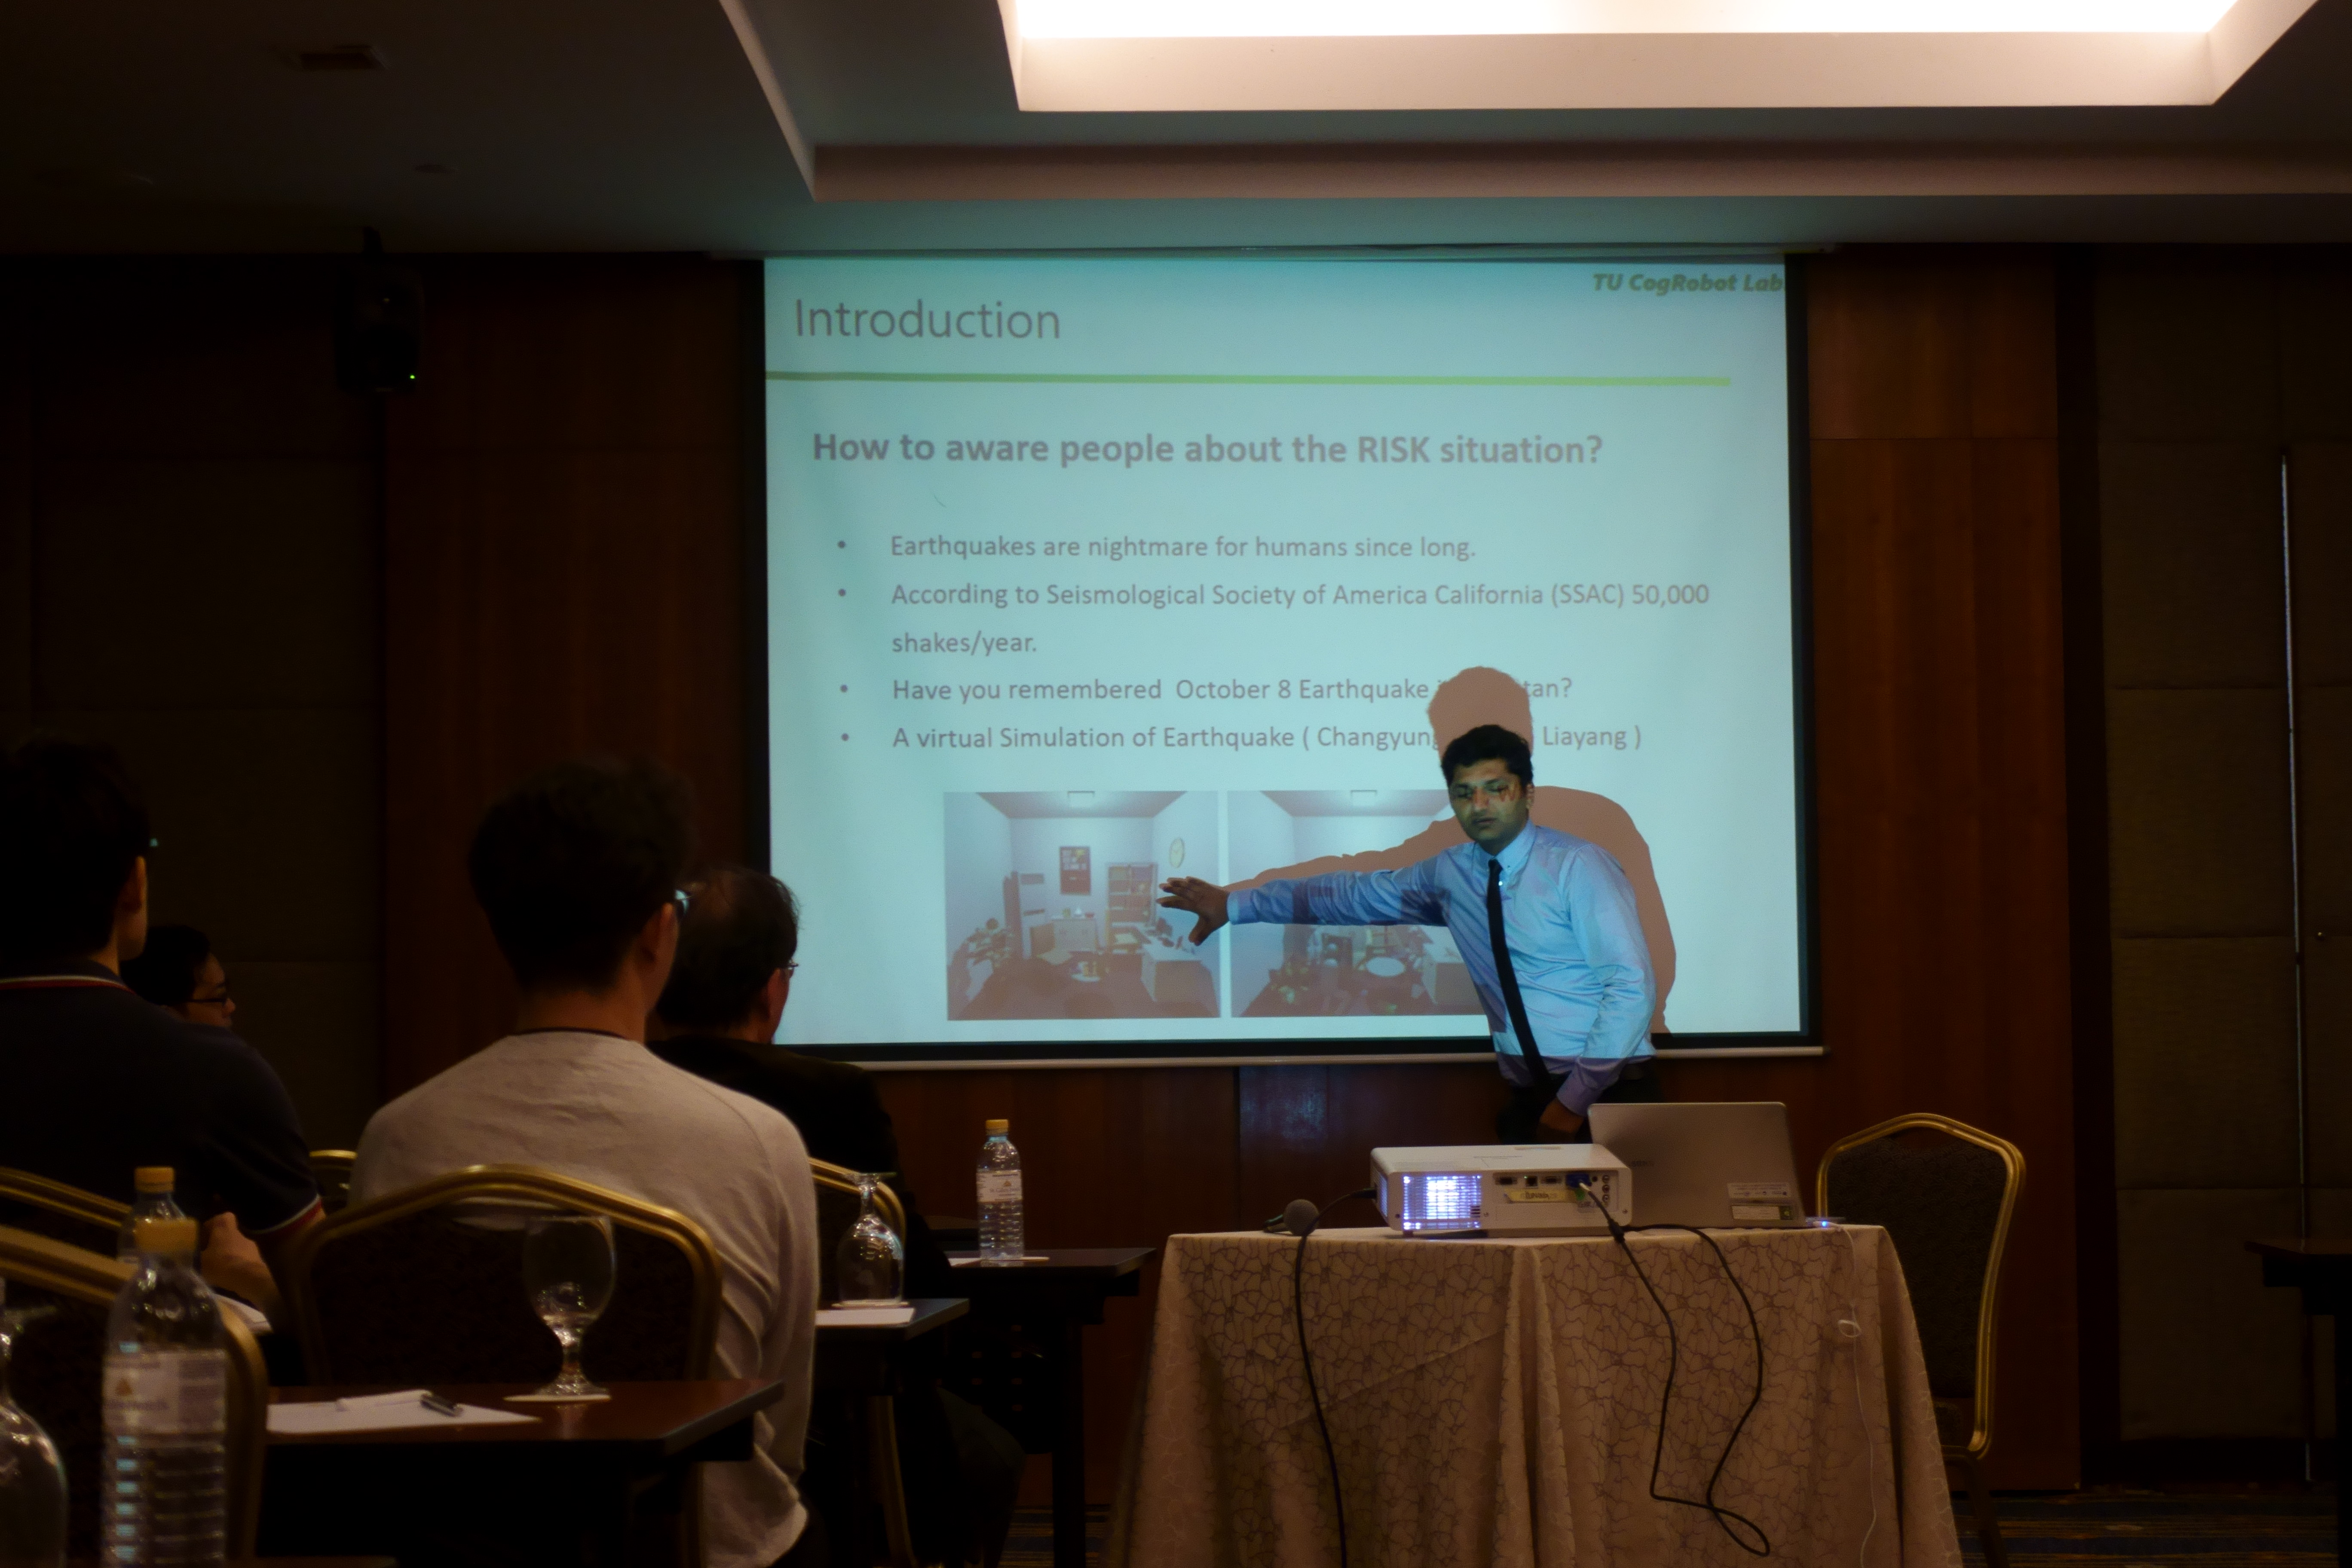 TU CogRobot Lab
Introduction
How to aware people about the RISK situation?
• Earthquakes are nightmare for humans since long.
• According to Seismological Society of America California (SSAC) 50,000
shakes/year.
• Have you remembered October 8 Earthquake tan?
• A virtual Simulation of Earthquake ( Changyung Liayang )